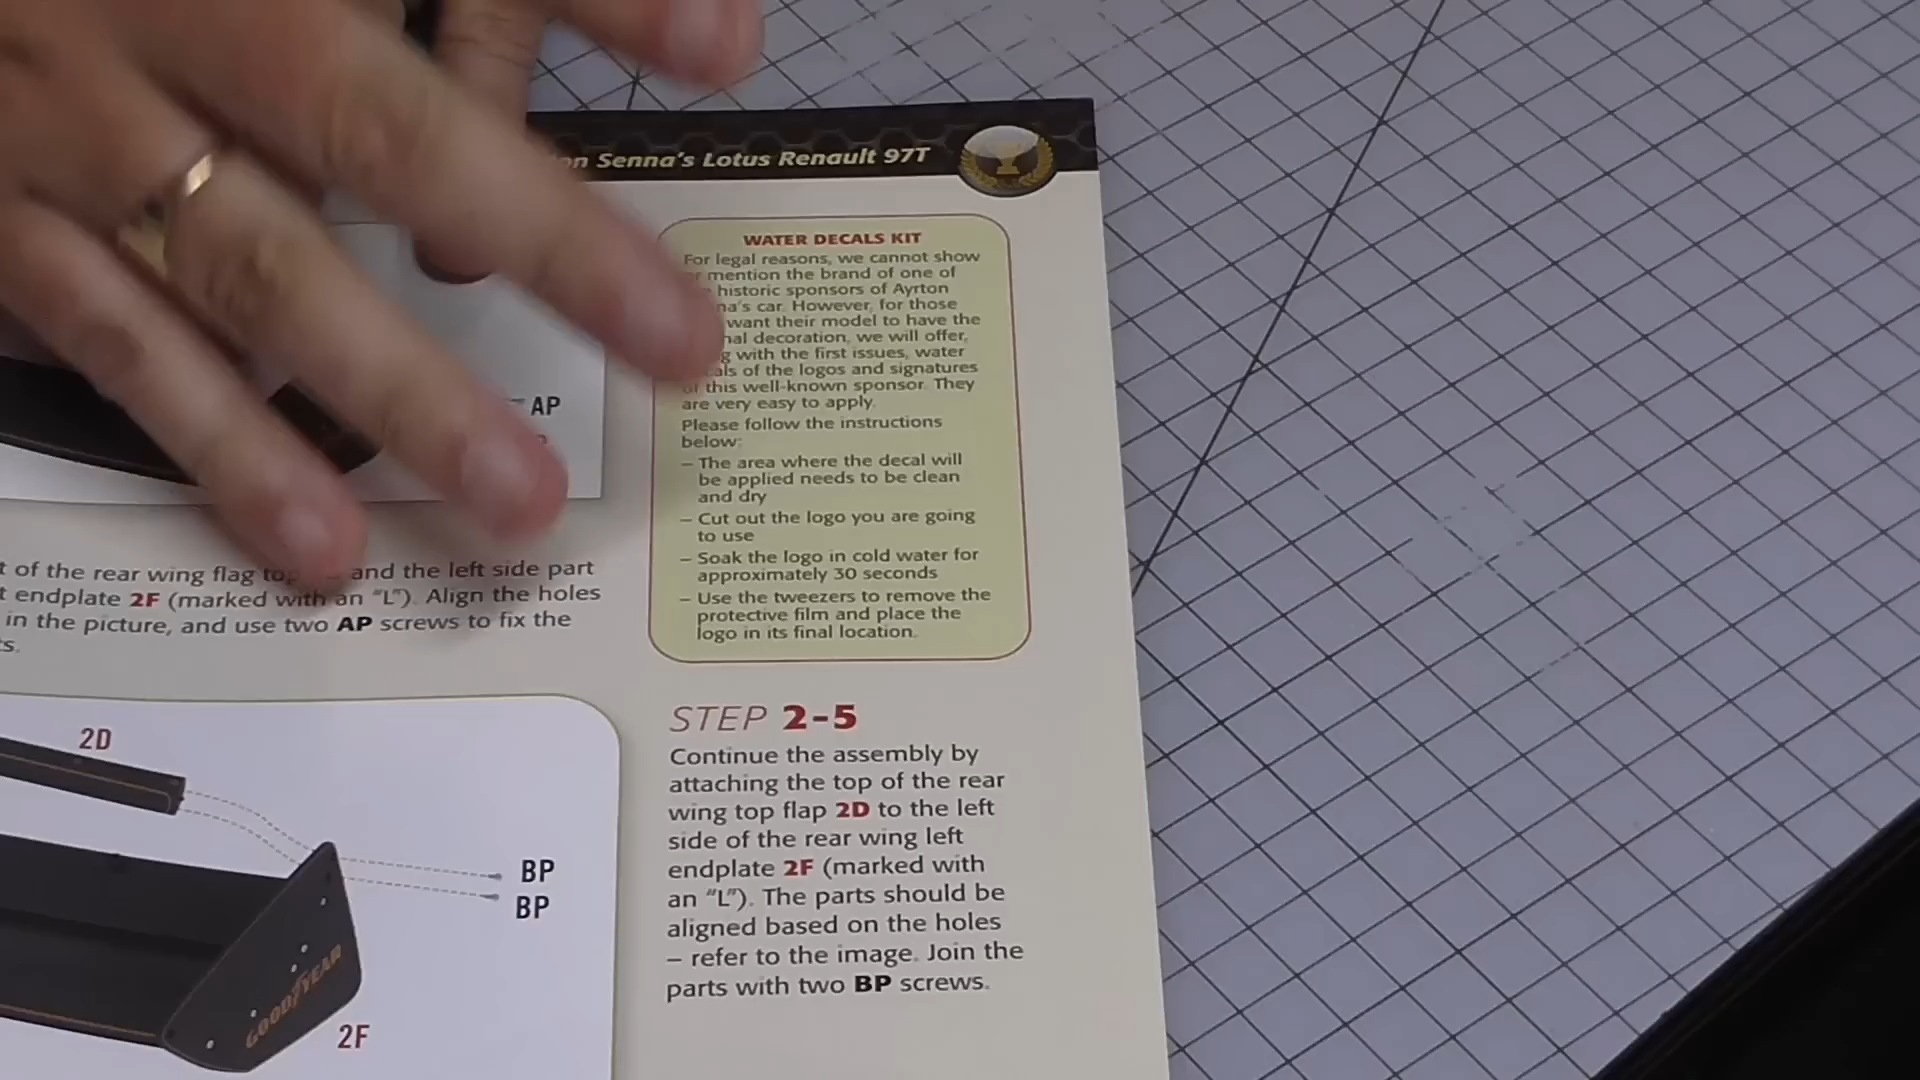 on Senna's Lotus Renault 97T
AP
t of the rear wing flag top and the left side part
t endplate 2F (marked with an "L"). Align the holes
in the picture, and use two AP screws to fix the
ts.
2D
BP
BP
GOODYEAR
2F
WATER DECALS KIT
For legal reasons, we cannot show
mention the brand of one of
historic sponsors of Ayrton
na's car. However, for those
want their model to have the
nal decoration, we will offer,
g with the first issues, water
als of the logos and signatures
of this well-known sponsor. They
are very easy to apply.
Please follow the instructions
below:
– The area where the decal will
be applied needs to be clean
and dry
– Cut out the logo you are going
to use
– Soak the logo in cold water for
approximately 30 seconds
– Use the tweezers to remove the
protective film and place the
logo in its final location.
STEP 2-5
Continue the assembly by
attaching the top of the rear
wing top flap 2D to the left
side of the rear wing left
endplate 2F (marked with
an "L"). The parts should be
aligned based on the holes
– refer to the image. Join the
parts with two BP screws.